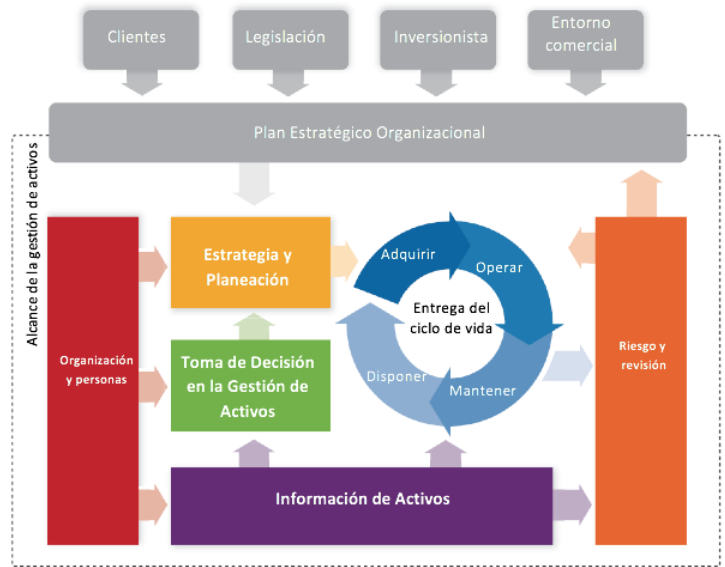 Clientes
Legislación
Inversionista
Entorno
comercial
Plan Estratégico Organizacional
Alcance de la gestión de activos
Organización
y personas
Estrategia y
Planeación
Toma de Decisión
en la Gestión de
Activos
Adquirir
Operar
Entrega del
ciclo de vida
Disponer
Mantener
Riesgo y
revisión
Información de Activos